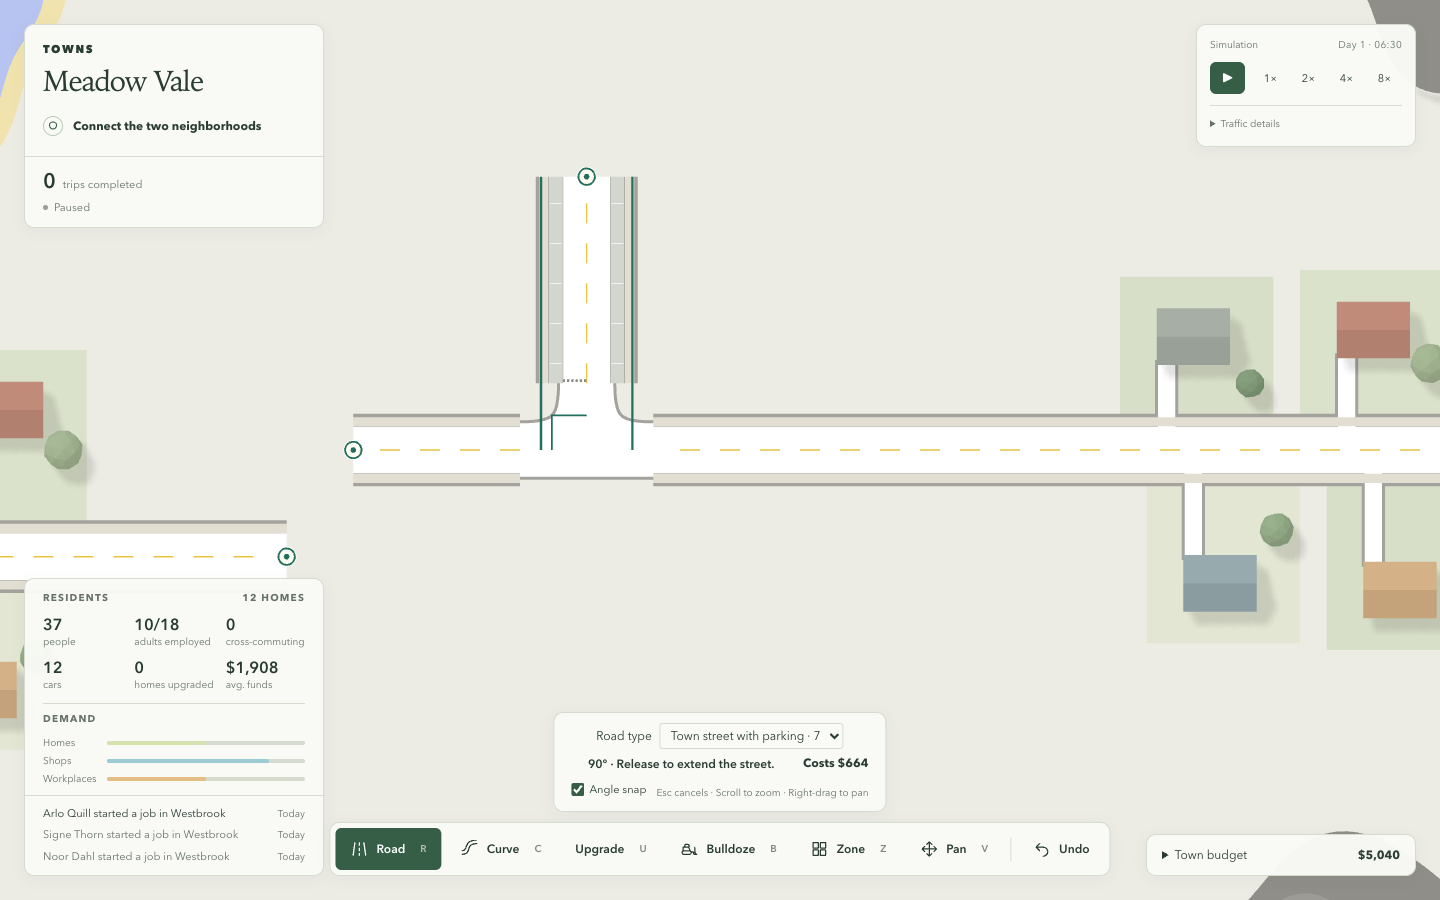 TOWNS
Meadow Vale
Connect the two neighborhoods
0 trips completed
Paused
Simulation Day 1 · 06:30
1× 2× 4× 8×
Traffic details
RESIDENTS 12 HOMES
37 10/18 0
people adults employed cross-commuting
12 0 $1,908
cars homes upgraded avg. funds
DEMAND
Homes
Shops
Workplaces
Arlo Quill started a job in Westbrook Today
Signe Thorn started a job in Westbrook Today
Noor Dahl started a job in Westbrook Today
Road type Town street with parking · 7
90° · Release to extend the street. Costs $664
Angle snap Esc cancels · Scroll to zoom · Right-drag to pan
Road R Curve C Upgrade U Bulldoze B Zone Z Pan V Undo
Town budget $5,040